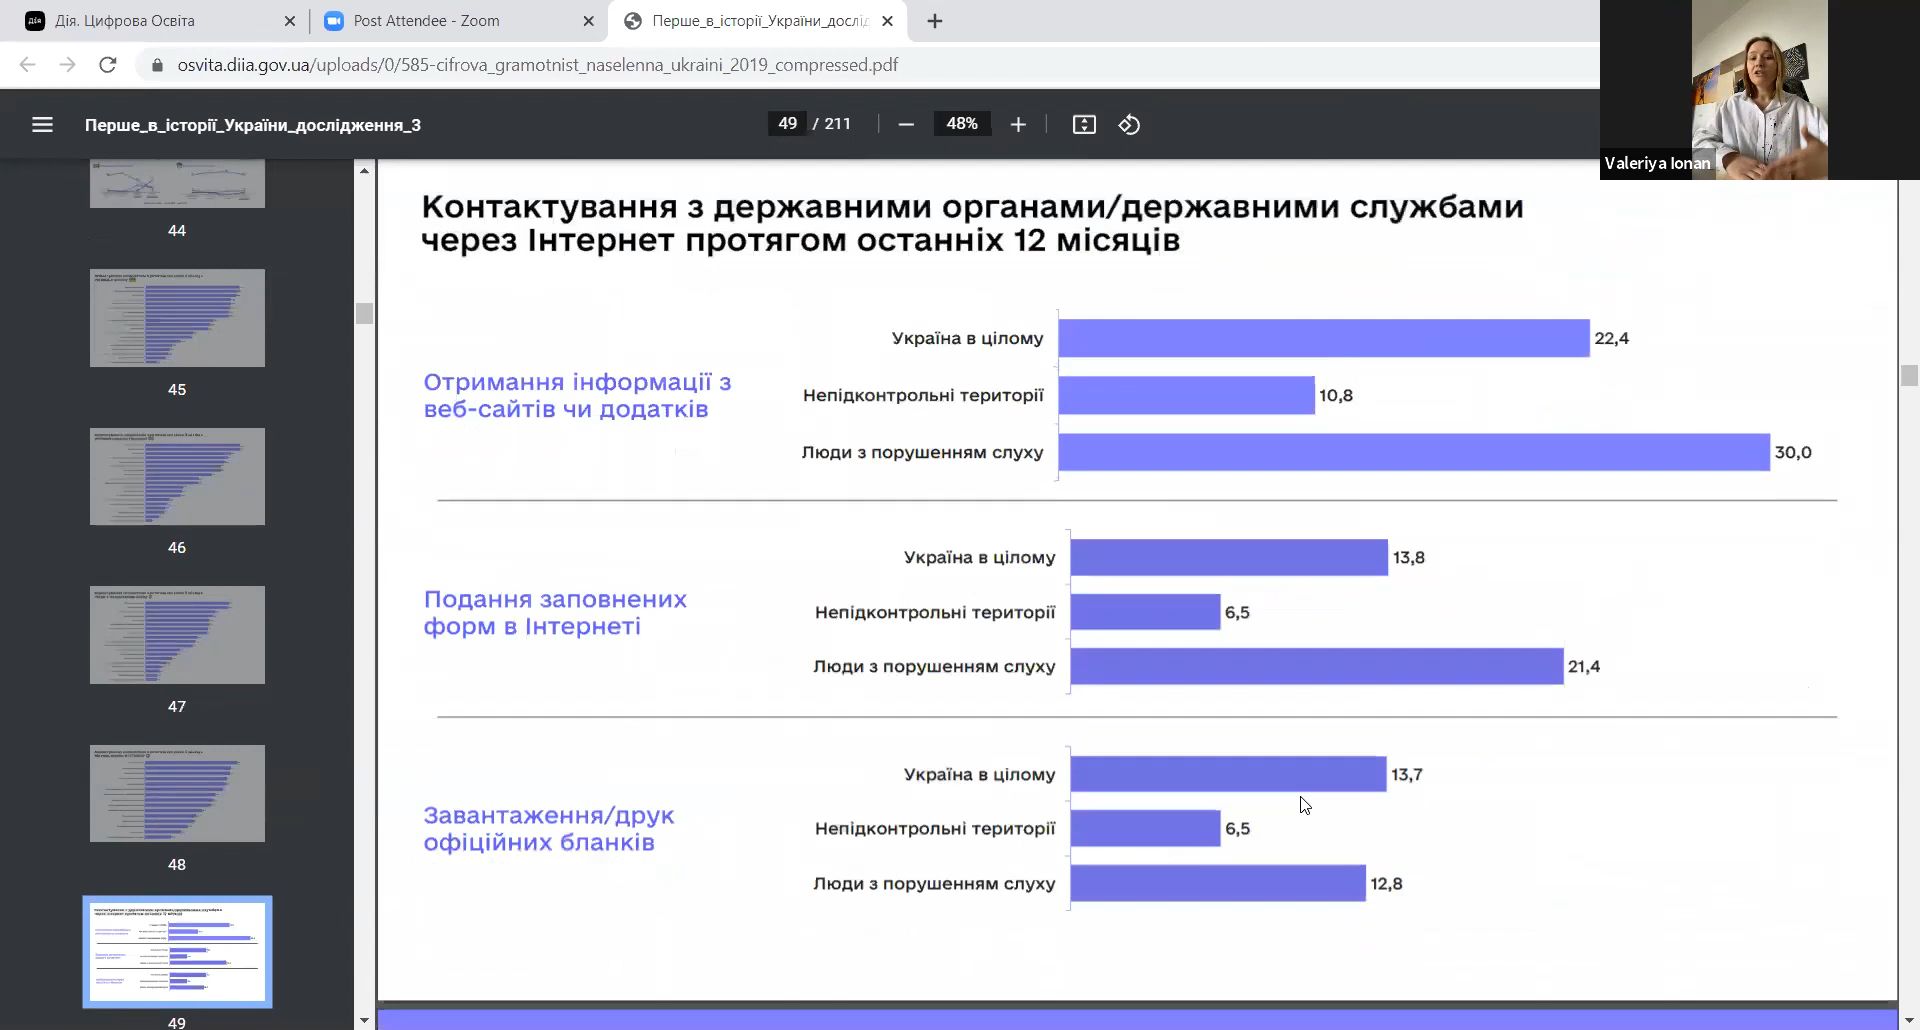 Дія. Цифрова Освіта
Post Attendee - Zoom
Перше_в_історії_України_дослі
osvita.diia.gov.ua/uploads/0/585-cifrova_gramotnist_naselenna_ukraini_2019_compressed.pdf
Перше_в_історії_України_дослідження_3
49 / 211
48%
Valeriya Ionan
44
45
46
47
48
49
Контактування з державними органами/державними службами
через Інтернет протягом останніх 12 місяців
Отримання інформації з
веб-сайтів чи додатків
Україна в цілому 22,4
Непідконтрольні території 10,8
Люди з порушенням слуху 30,0
Подання заповнених
форм в Інтернеті
Україна в цілому 13,8
Непідконтрольні території 6,5
Люди з порушенням слуху 21,4
Завантаження/друк
офіційних бланків
Україна в цілому 13,7
Непідконтрольні території 6,5
Люди з порушенням слуху 12,8